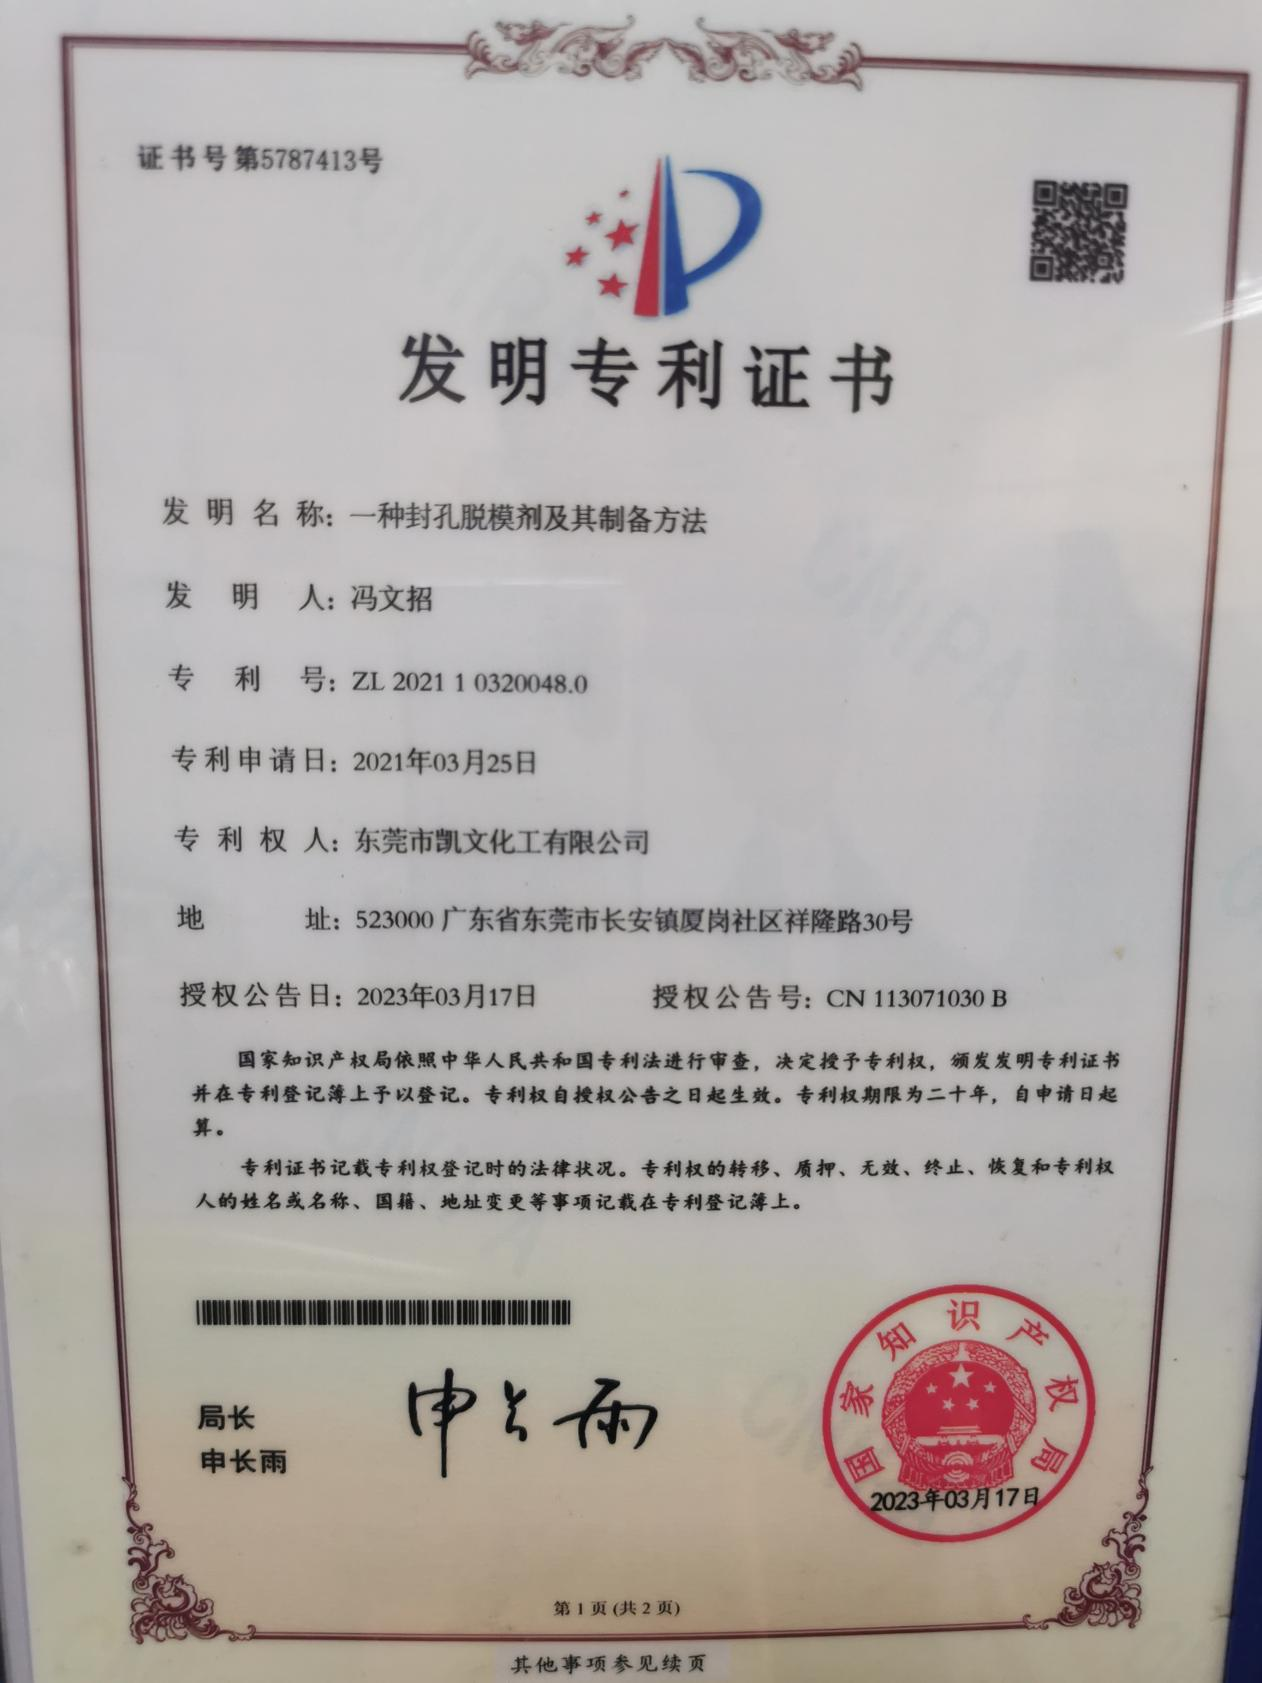 证书号第5787413号
发明专利证书
发明名称：一种封孔脱模剂及其制备方法
发明人：冯文招
专利号：ZL 2021 1 0320048.0
专利申请日：2021年03月25日
专利权人：东莞市凯文化工有限公司
地址：523000 广东省东莞市长安镇厦岗社区祥隆路30号
授权公告日：2023年03月17日 授权公告号：CN 113071030 B
国家知识产权局依照中华人民共和国专利法进行审查，决定授予专利权，颁发发明专利证书
并在专利登记簿上予以登记。专利权自授权公告之日起生效。专利权期限为二十年，自申请日起
算。
专利证书记载专利权登记时的法律状况。专利权的转移、质押、无效、终止、恢复和专利权
人的姓名或名称、国籍、地址变更等事项记载在专利登记簿上。
局长
申长雨
申长雨
国家知识产权局
2023年03月17日
第 1 页 (共 2 页)
其他事项参见续页